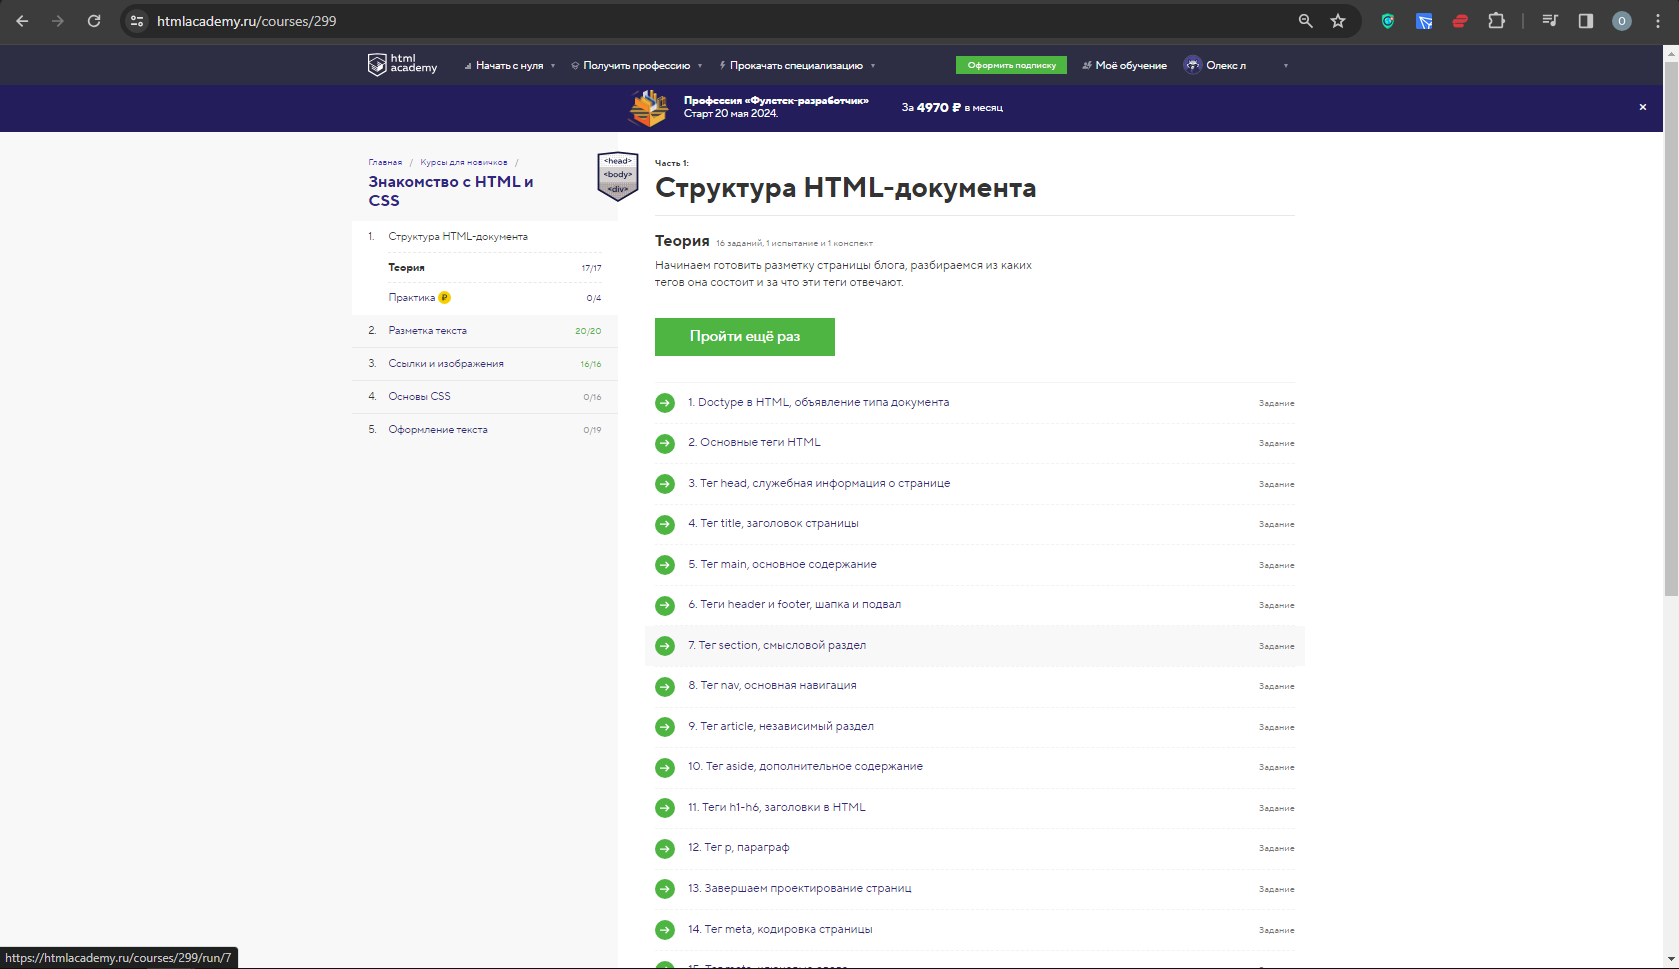 htmlacademy.ru/courses/299
O
html
academy
Начать с нуля
Получить профессию
Прокачать специализацию
Оформить подписку
Моё обучение
Олекс л
Профессия «Фулстек-разработчик»
Старт 20 мая 2024.
За 4970 ₽ в месяц
×
Главная / Курсы для новичков /
Знакомство с HTML и
CSS
1. Структура HTML-документа
Теория 17/17
Практика ₽ 0/4
2. Разметка текста 20/20
3. Ссылки и изображения 16/16
4. Основы CSS 0/16
5. Оформление текста 0/19
<head>
<body>
<div>
Часть 1:
Структура HTML-документа
Теория 16 заданий, 1 испытание и 1 конспект
Начинаем готовить разметку страницы блога, разбираемся из каких
тегов она состоит и за что эти теги отвечают.
Пройти ещё раз
1. Doctype в HTML, объявление типа документа Задание
2. Основные теги HTML Задание
3. Тег head, служебная информация о странице Задание
4. Тег title, заголовок страницы Задание
5. Тег main, основное содержание Задание
6. Теги header и footer, шапка и подвал Задание
7. Тег section, смысловой раздел Задание
8. Тег nav, основная навигация Задание
9. Тег article, независимый раздел Задание
10. Тег aside, дополнительное содержание Задание
11. Теги h1-h6, заголовки в HTML Задание
12. Тег p, параграф Задание
13. Завершаем проектирование страниц Задание
14. Тег meta, кодировка страницы Задание
https://htmlacademy.ru/courses/299/run/7